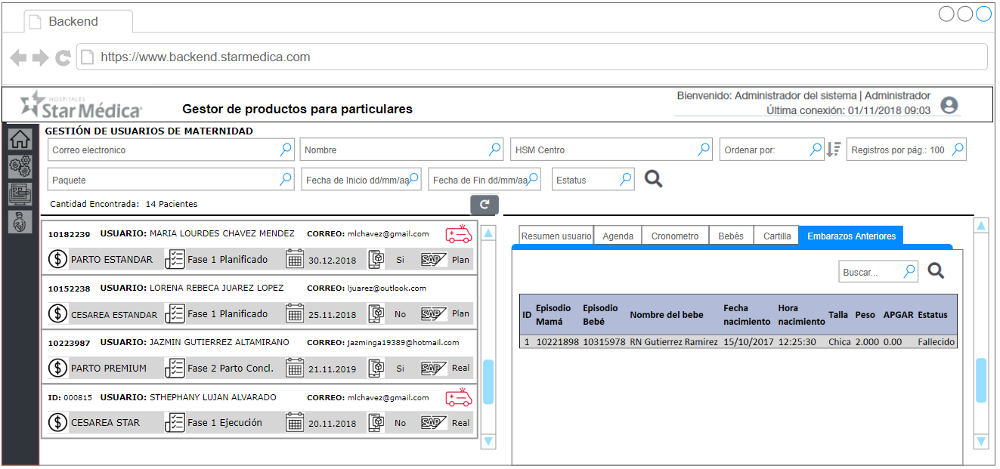 Backend
https://www.backend.starmedica.com
HOSPITALES
Star Médica
Gestor de productos para particulares
Bienvenido: Administrador del sistema | Administrador
Última conexión: 01/11/2018 09:03
GESTIÓN DE USUARIOS DE MATERNIDAD
Correo electronico
Nombre
HSM Centro
Ordenar por:
Registros por pág.: 100
Paquete
Fecha de Inicio dd/mm/aa
Fecha de Fin dd/mm/aa
Estatus
Cantidad Encontrada: 14 Pacientes
10182239 USUARIO: MARIA LOURDES CHAVEZ MENDEZ CORREO: mlchavez@gmail.com
$ PARTO ESTANDAR Fase 1 Planificado 30.12.2018 Si SAP Plan
10152238 USUARIO: LORENA REBECA JUAREZ LOPEZ CORREO: ljuarez@outlook.com
$ CESAREA ESTANDAR Fase 1 Planificado 25.11.2018 No SAP Plan
10223987 USUARIO: JAZMIN GUTIERREZ ALTAMIRANO CORREO: jazminga19389@hotmail.com
$ PARTO PREMIUM Fase 2 Parto Concl. 21.11.2019 Si SAP Real
ID: 000815 USUARIO: STHEPHANY LUJAN ALVARADO CORREO: mlchavez@gmail.com
$ CESAREA STAR Fase 1 Ejecución 20.11.2018 No SAP Real
Resumen usuario Agenda Cronometro Bebés Cartilla Embarazos Anteriores
Buscar...
ID Episodio Mamá Episodio Bebé Nombre del bebe Fecha nacimiento Hora nacimiento Talla Peso APGAR Estatus
1 10221898 10315978 RN Gutierrez Ramirez 15/10/2017 12:25:30 Chica 2.000 0.00 Fallecido